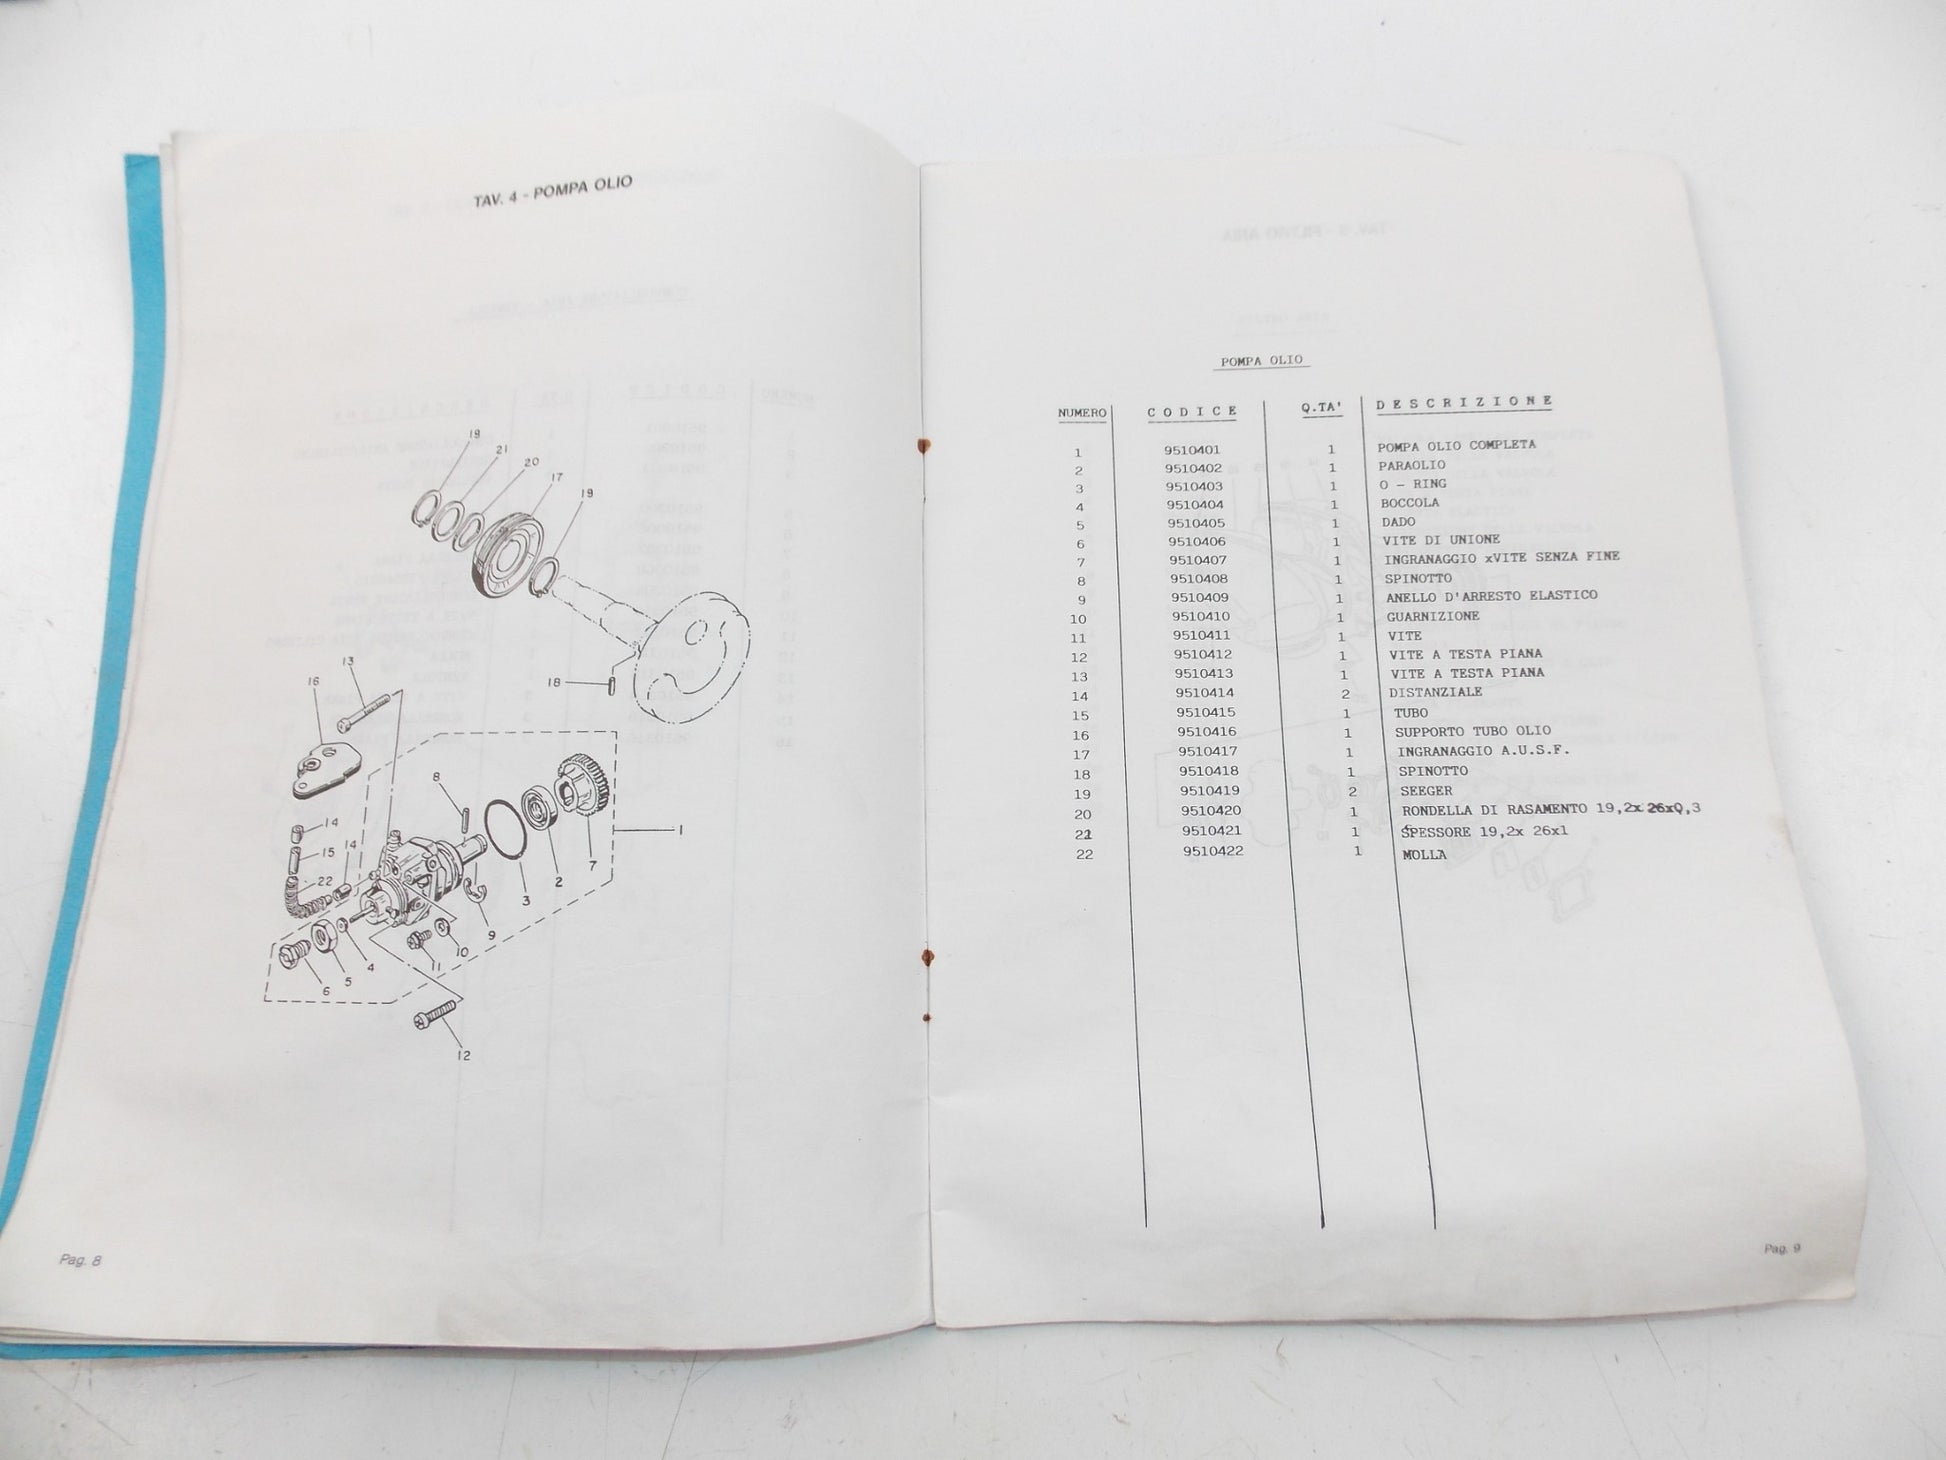 TAV. 4 - POMPA OLIO
19
21
20
17
19
13
16
18
8
14
15
14
22
1
7
2
3
9
10
11
4
5
6
12
Pag. 8
POMPA OLIO
NUMERO CODICE Q.TA' DESCRIZIONE
1 9510401 1 POMPA OLIO COMPLETA
2 9510402 1 PARAOLIO
3 9510403 1 O - RING
4 9510404 1 BOCCOLA
5 9510405 1 DADO
6 9510406 1 VITE DI UNIONE
7 9510407 1 INGRANAGGIO xVITE SENZA FINE
8 9510408 1 SPINOTTO
9 9510409 1 ANELLO D'ARRESTO ELASTICO
10 9510410 1 GUARNIZIONE
11 9510411 1 VITE
12 9510412 1 VITE A TESTA PIANA
13 9510413 1 VITE A TESTA PIANA
14 9510414 2 DISTANZIALE
15 9510415 1 TUBO
16 9510416 1 SUPPORTO TUBO OLIO
17 9510417 1 INGRANAGGIO A.U.S.F.
18 9510418 1 SPINOTTO
19 9510419 2 SEEGER
20 9510420 1 RONDELLA DI RASAMENTO 19,2x 26x0,3
21 9510421 1 SPESSORE 19,2x 26x1
22 9510422 1 MOLLA
Pag. 9